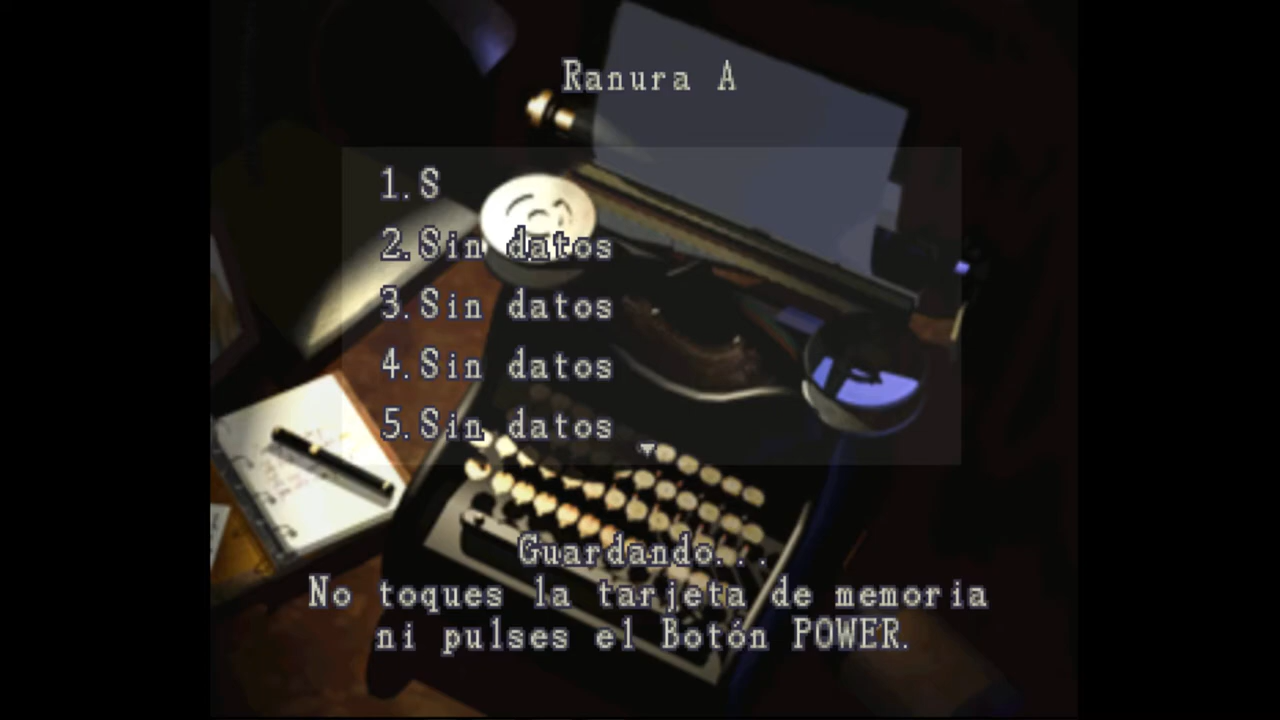 Ranura A
1.S
2.Sin datos
3.Sin datos
4.Sin datos
5.Sin datos
Guardando...
No toques la tarjeta de memoria
ni pulses el Botón POWER.